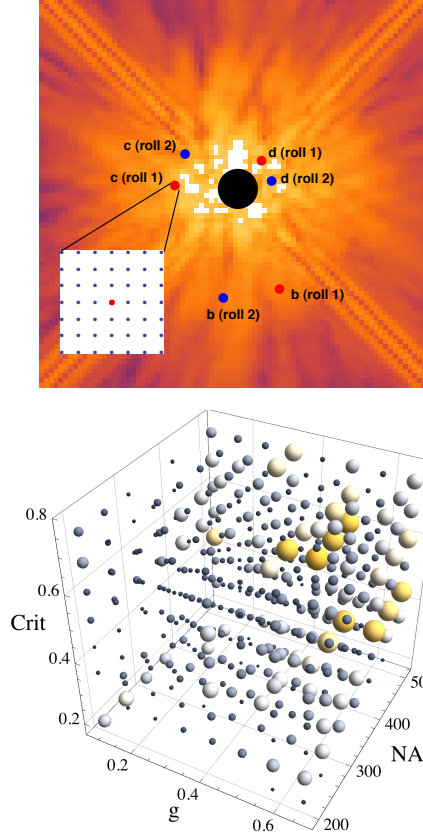 c (roll 2)
d (roll 1)
c (roll 1)
d (roll 2)
b (roll 1)
b (roll 2)
0.8
0.6
Crit
0.4
0.2
0.2
0.4
g
0.6
200
300
NA
400
50